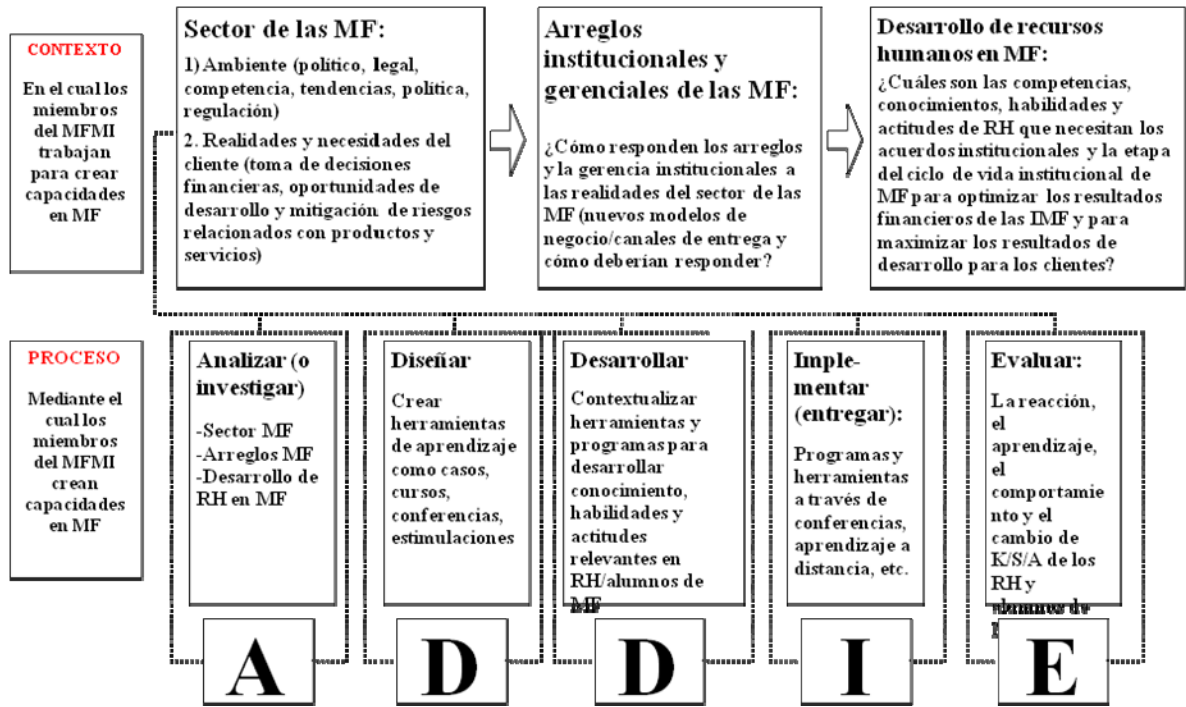 CONTEXTO
En el cual los
miembros
del MFMI
trabajan
para crear
capacidades
en MF
Sector de las MF:
1) Ambiente (político, legal,
competencia, tendencias, política,
regulación)
2. Realidades y necesidades del
cliente (toma de decisiones
financieras, oportunidades de
desarrollo y mitigación de riesgos
relacionados con productos y
servicios)
Arreglos
institucionales y
gerenciales de las MF:
¿Cómo responden los arreglos
y la gerencia institucionales a
las realidades del sector de las
MF (nuevos modelos de
negocio/canales de entrega y
cómo deberían responder?
Desarrollo de recursos
humanos en MF:
¿Cuáles son las competencias,
conocimientos, habilidades y
actitudes de RH que necesitan los
acuerdos institucionales y la etapa
del ciclo de vida institucional de
MF para optimizar los resultados
financieros de las IMF y para
maximizar los resultados de
desarrollo para los clientes?
PROCESO
Mediante el
cual los
miembros
del MFMI
crean
capacidades
en MF
Analizar (o
investigar)
-Sector MF
-Arreglos MF
-Desarrollo de
RH en MF
Diseñar
Crear
herramientas
de aprendizaje
como casos,
cursos,
conferencias,
estimulaciones
Desarrollar
Contextualizar
herramientas y
programas para
desarrollar
conocimiento,
habilidades y
actitudes
relevantes en
RH/alumnos de
MF
Imple-
mentar
(entregar):
Programas y
herramientas
a través de
conferencias,
aprendizaje a
distancia, etc.
Evaluar:
La reacción,
el
aprendizaje,
el
comportamie
nto y el
cambio de
K/S/A de los
RH y
alumnos de
A
D
D
I
E